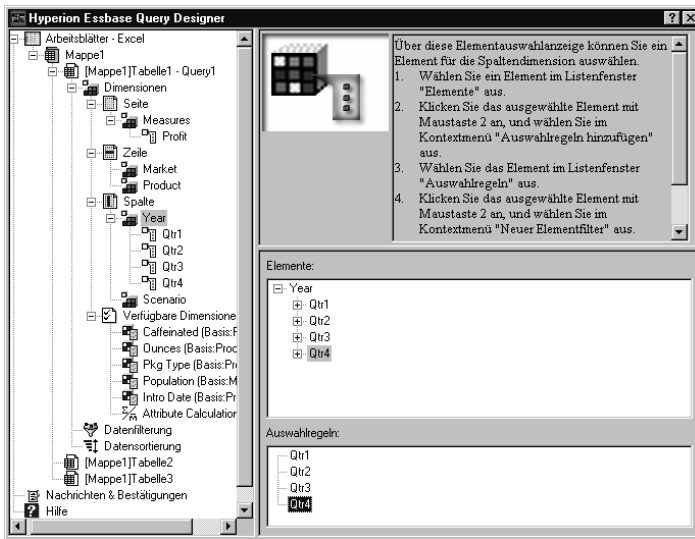 Hyperion Essbase Query Designer
Arbeitsblätter - Excel
Mappe1
[Mappe1]Tabelle1 - Query1
Dimensionen
Seite
Measures
Profit
Zeile
Market
Product
Spalte
Year
Qtr1
Qtr2
Qtr3
Qtr4
Scenario
Verfügbare Dimensione
Caffeinated (Basis:F
Ounces (Basis:Proc
Pkg Type (Basis:Pr
Population (Basis:M
Intro Date (Basis:Pr
Attribute Calculation
Datenfilterung
Datensortierung
[Mappe1]Tabelle2
[Mappe1]Tabelle3
Nachrichten & Bestätigungen
Hilfe
Über diese Elementauswahlanzeige können Sie ein
Element für die Spaltendimension auswählen.
1. Wählen Sie ein Element im Listenfenster
"Elemente" aus.
2. Klicken Sie das ausgewählte Element mit
Maustaste 2 an, und wählen Sie im
Kontextmenü "Auswahlregeln hinzufügen"
aus.
3. Wählen Sie das Element im Listenfenster
"Auswahlregeln" aus.
4. Klicken Sie das ausgewählte Element mit
Maustaste 2 an, und wählen Sie im
Kontextmenü "Neuer Elementfilter" aus.
Elemente:
Year
Qtr1
Qtr2
Qtr3
Qtr4
Auswahlregeln:
Qtr1
Qtr2
Qtr3
Qtr4